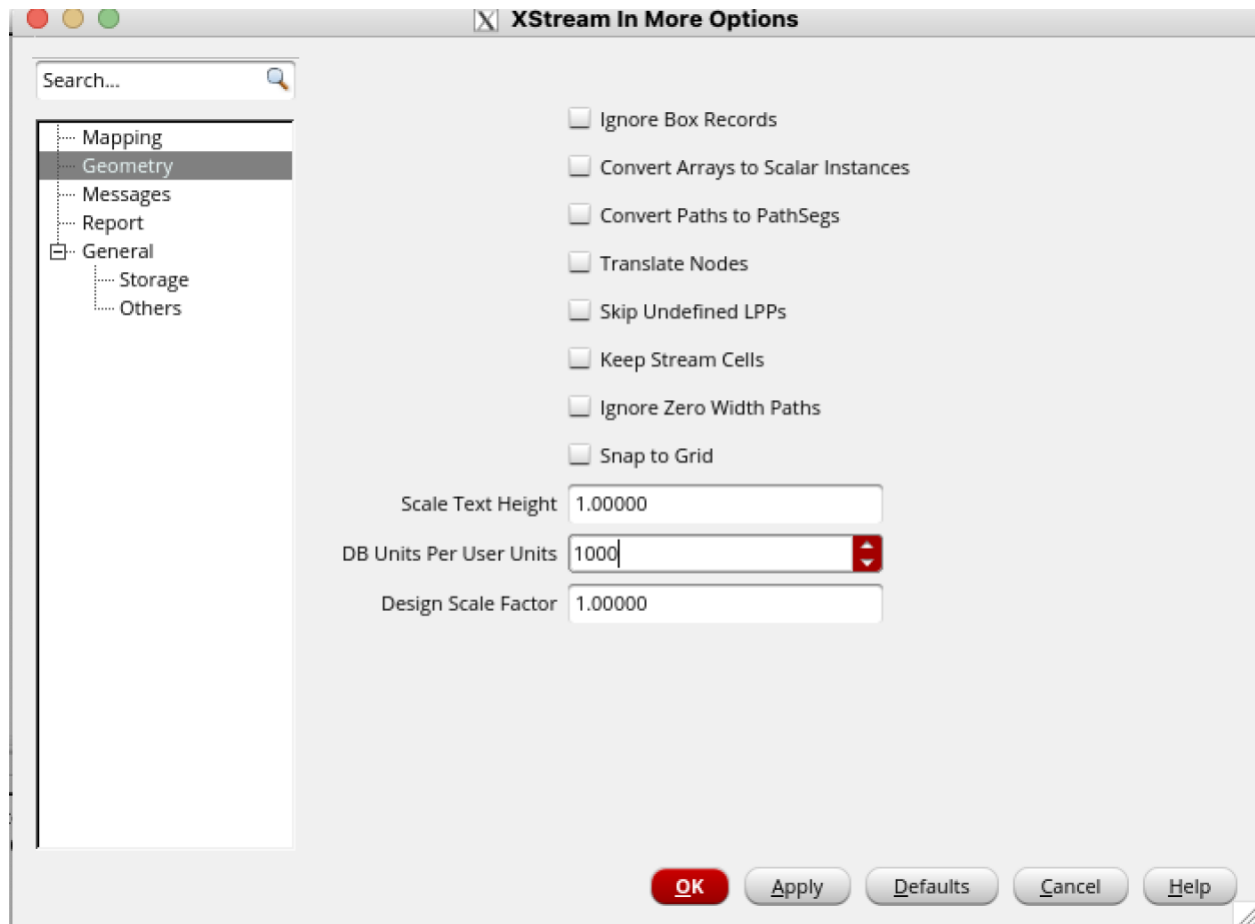 XStream In More Options
Search...
Mapping
Geometry
Messages
Report
General
Storage
Others
Ignore Box Records
Convert Arrays to Scalar Instances
Convert Paths to PathSegs
Translate Nodes
Skip Undefined LPPs
Keep Stream Cells
Ignore Zero Width Paths
Snap to Grid
Scale Text Height 1.00000
DB Units Per User Units 1000
Design Scale Factor 1.00000
OK Apply Defaults Cancel Help